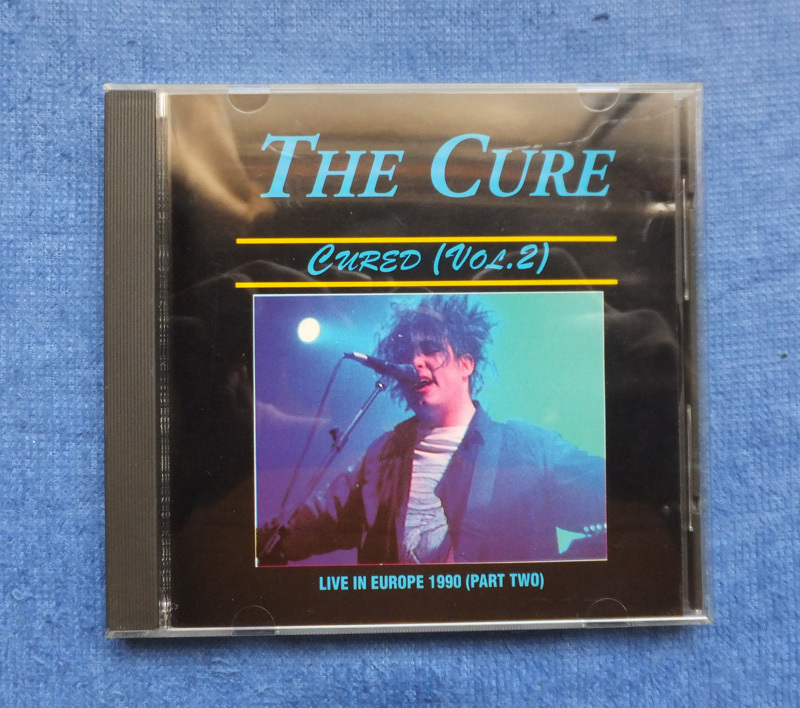 THE CURE
CURED (VOL.2)
LIVE IN EUROPE 1990 (PART TWO)